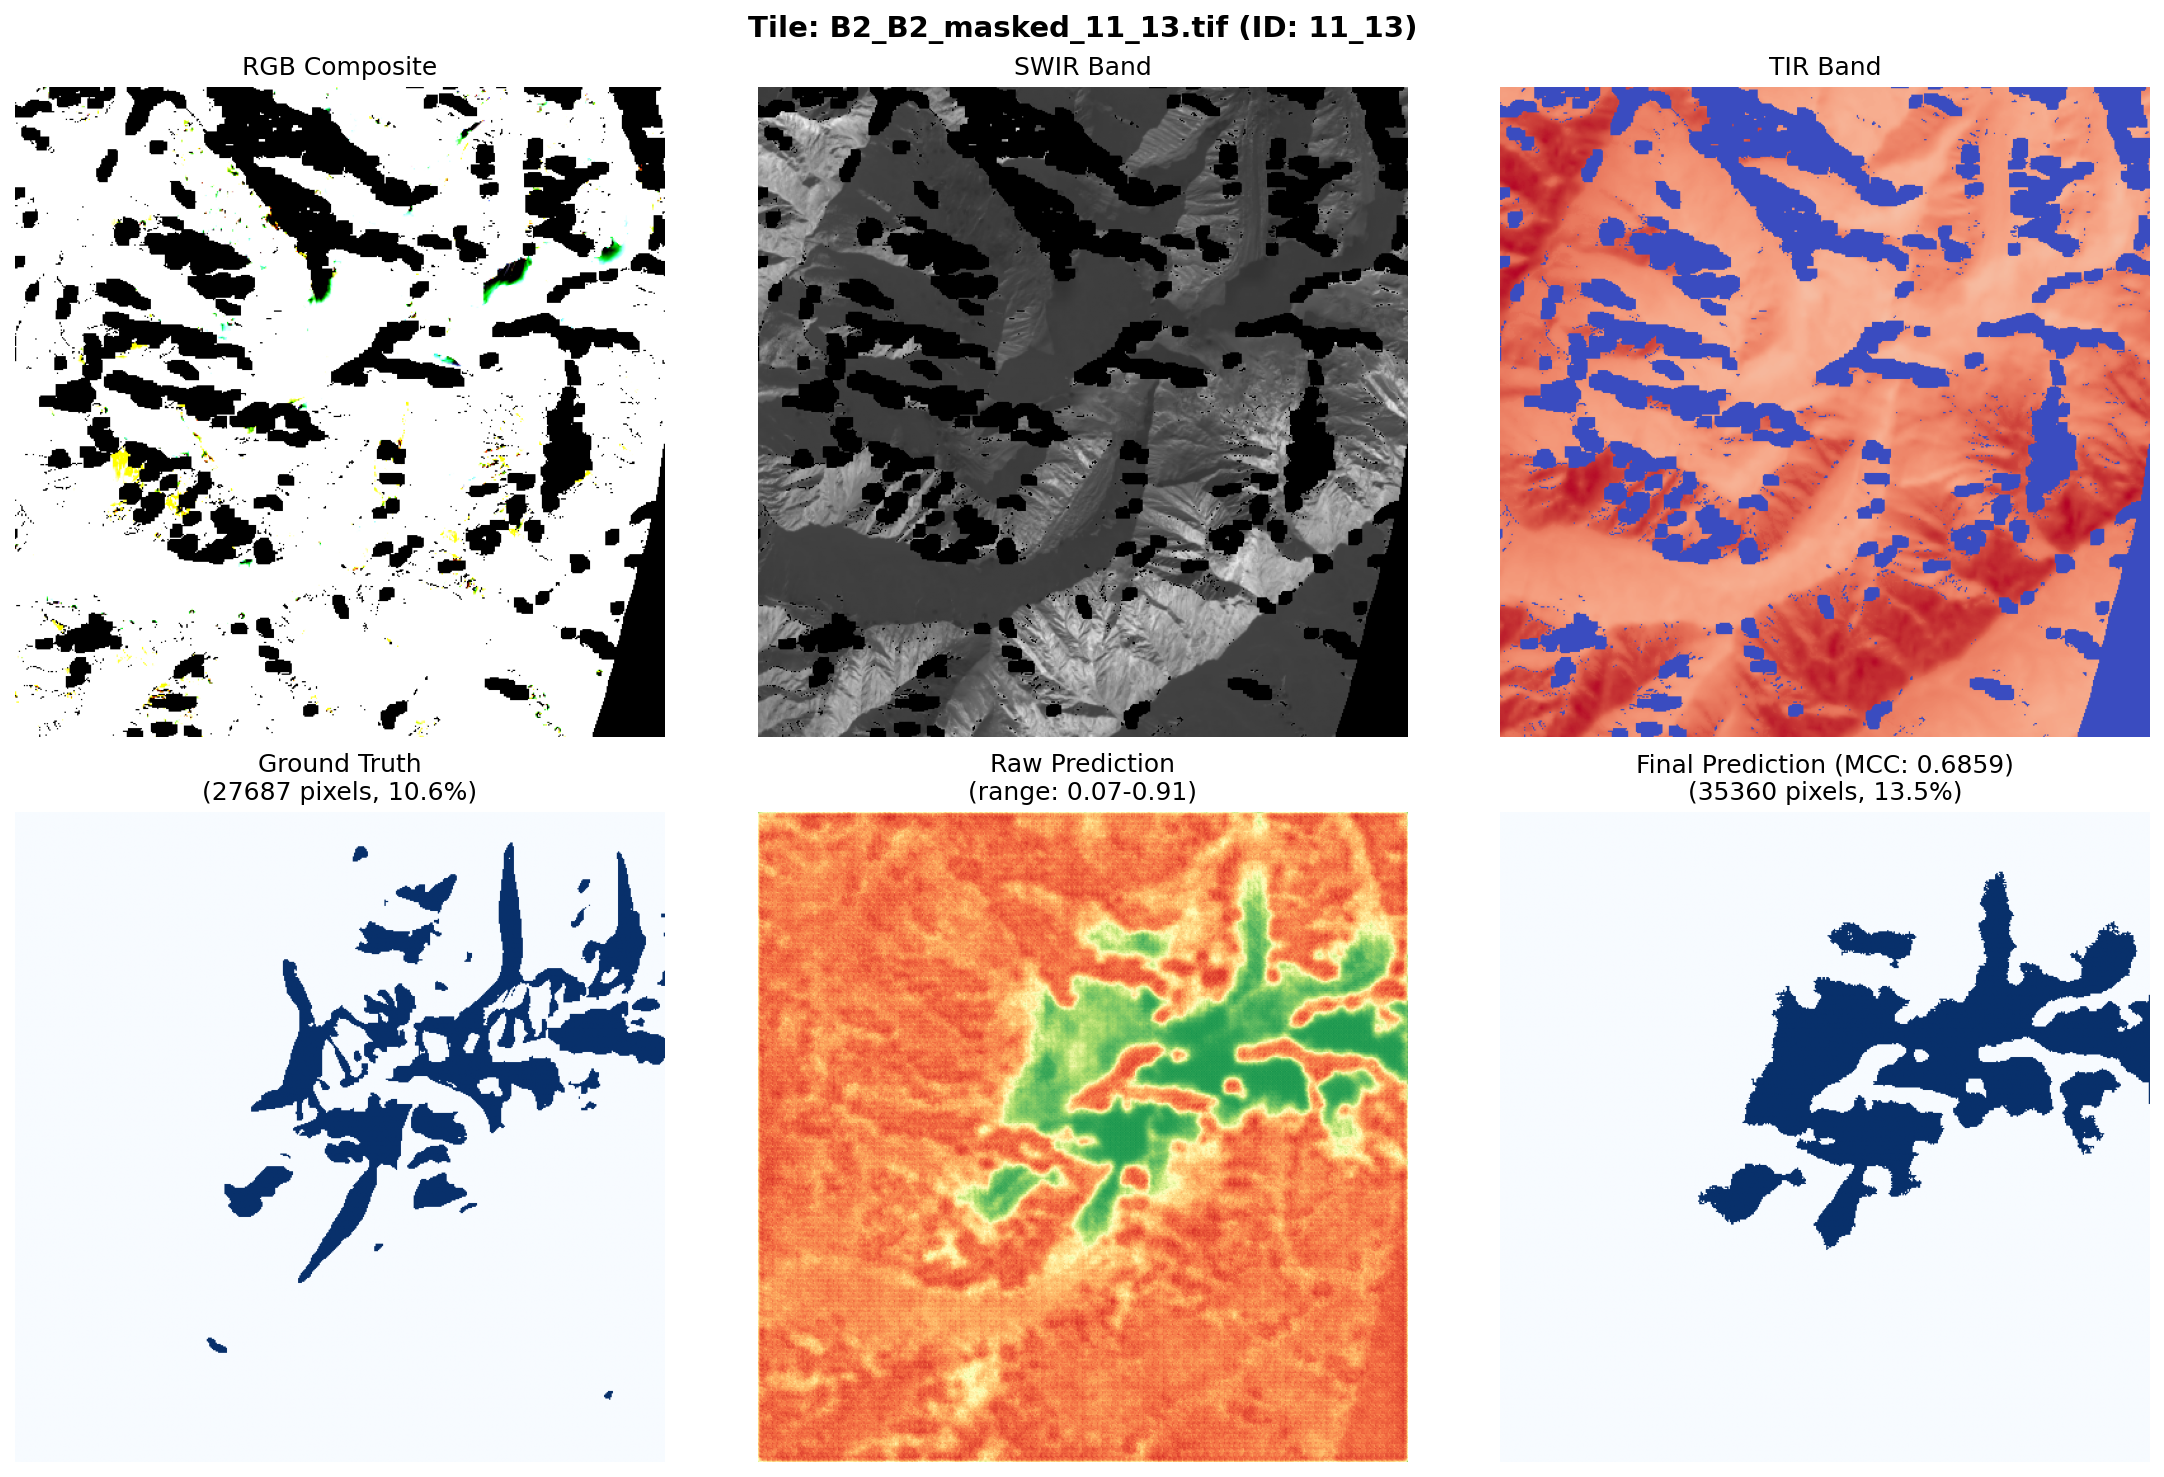 Tile: B2_B2_masked_11_13.tif (ID: 11_13)
RGB Composite
SWIR Band
TIR Band
Ground Truth
(27687 pixels, 10.6%)
Raw Prediction
(range: 0.07-0.91)
Final Prediction (MCC: 0.6859)
(35360 pixels, 13.5%)